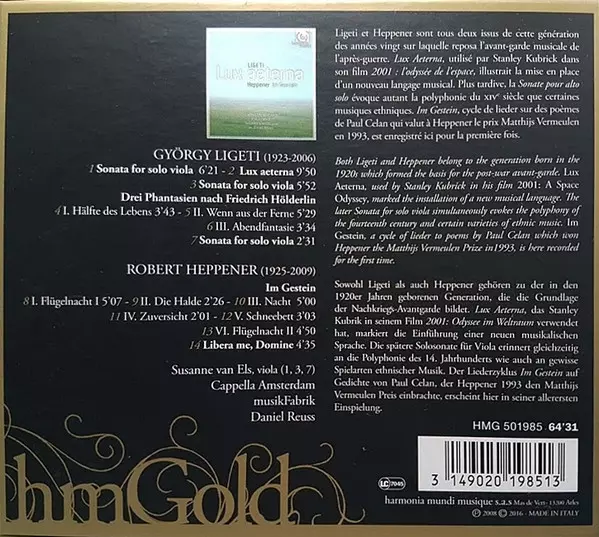 LIGETI
Lux aeterna
Heppener Im Gestein
GYÖRGY LIGETI (1923-2006)
1 Sonata for solo viola 6'21 - 2 Lux aeterna 9'50
3 Sonata for solo viola 5'52
Drei Phantasien nach Friedrich Hölderlin
4 I. Hälfte des Lebens 3'43 - 5 II. Wenn aus der Ferne 5'29
6 III. Abendfantasie 3'34
7 Sonata for solo viola 2'31
ROBERT HEPPENER (1925-2009)
Im Gestein
8 I. Flügelnacht I 5'07 - 9 II. Die Halde 2'26 - 10 III. Nacht 5'00
11 IV. Zuversicht 2'01 - 12 V. Schneebett 3'03
13 VI. Flügelnacht II 4'50
14 Libera me, Domine 4'35
Susanne van Els, viola (1, 3, 7)
Cappella Amsterdam
musikFabrik
Daniel Reuss
Ligeti et Heppener sont tous deux issus de cette génération
des années vingt sur laquelle reposa l'avant-garde musicale de
l'après-guerre. Lux Aeterna, utilisé par Stanley Kubrick dans
son film 2001 : l'odysée de l'espace, illustrait la mise en place
d'un nouveau langage musical. Plus tardive, la Sonate pour alto
solo évoque autant la polyphonie du XIVe siècle que certaines
musiques ethniques. Im Gestein, cycle de lieder sur des poèmes
de Paul Celan qui valut à Heppener le prix Matthijs Vermeulen
en 1993, est enregistré ici pour la première fois.
Both Ligeti and Heppener belong to the generation born in the
1920s which formed the basis for the post-war avant-garde. Lux
Aeterna, used by Stanley Kubrick in his film 2001: A Space
Odyssey, marked the installation of a new musical language. The
later Sonata for solo viola simultaneously evokes the polyphony of
the fourteenth century and certain varieties of ethnic music. Im
Gestein, a cycle of lieder to poems by Paul Celan which won
Heppener the Matthijs Vermeulen Prize in1993, is here recorded
for the first time.
Sowohl Ligeti als auch Heppener gehören zu der in den
1920er Jahren geborenen Generation, die die Grundlage
der Nachkriegs-Avantgarde bildet. Lux Aeterna, das Stanley
Kubrik in seinem Film 2001: Odyssee im Weltraum verwendet
hat, markiert die Einführung einer neuen musikalischen
Sprache. Die spätere Solosonate für Viola erinnert gleichzeitig
an die Polyphonie des 14. Jahrhunderts wie auch an gewisse
Spielarten ethnischer Musik. Der Liederzyklus Im Gestein auf
Gedichte von Paul Celan, der Heppener 1993 den Matthijs
Vermeulen Preis einbrachte, erscheint hier in seiner allerersten
Einspielung.
HMG 501985 64'31
LC 7045
3 149020 198513
harmonia mundi musique s.a.s Mas de Vert - 13200 Arles
℗ 2008 © 2016 - MADE IN ITALY
hmGold